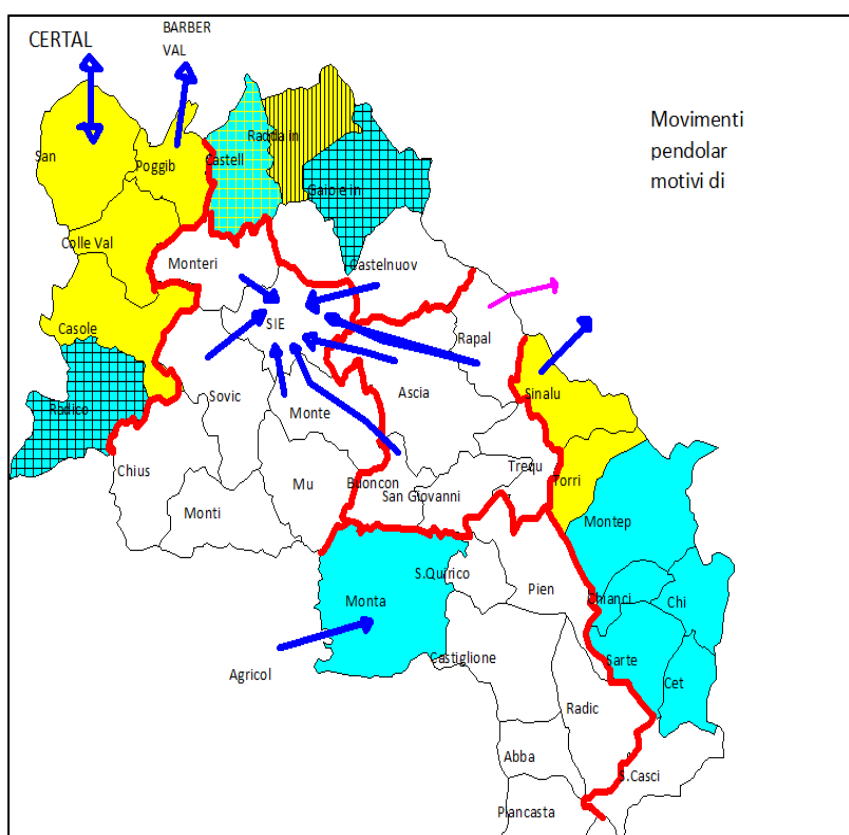 CERTAL
BARBER
VAL
Movimenti
pendolar
motivi di
San
Poggib
Castell
Radda in
Gaio e in
Colle Val
Monteri
Castelnuov
Casole
SIE
Rapal
Radico
Sovic
Monte
Ascia
Sinalu
Chius
Mu
Buoncon
San Giovanni
Trequ
Torri
Monti
Montep
S.Quirico
Pien
Monta
Chianci
Chi
Agricol
Castiglione
Sarte
Cet
Radic
Abba
S.Casci
Piancasta